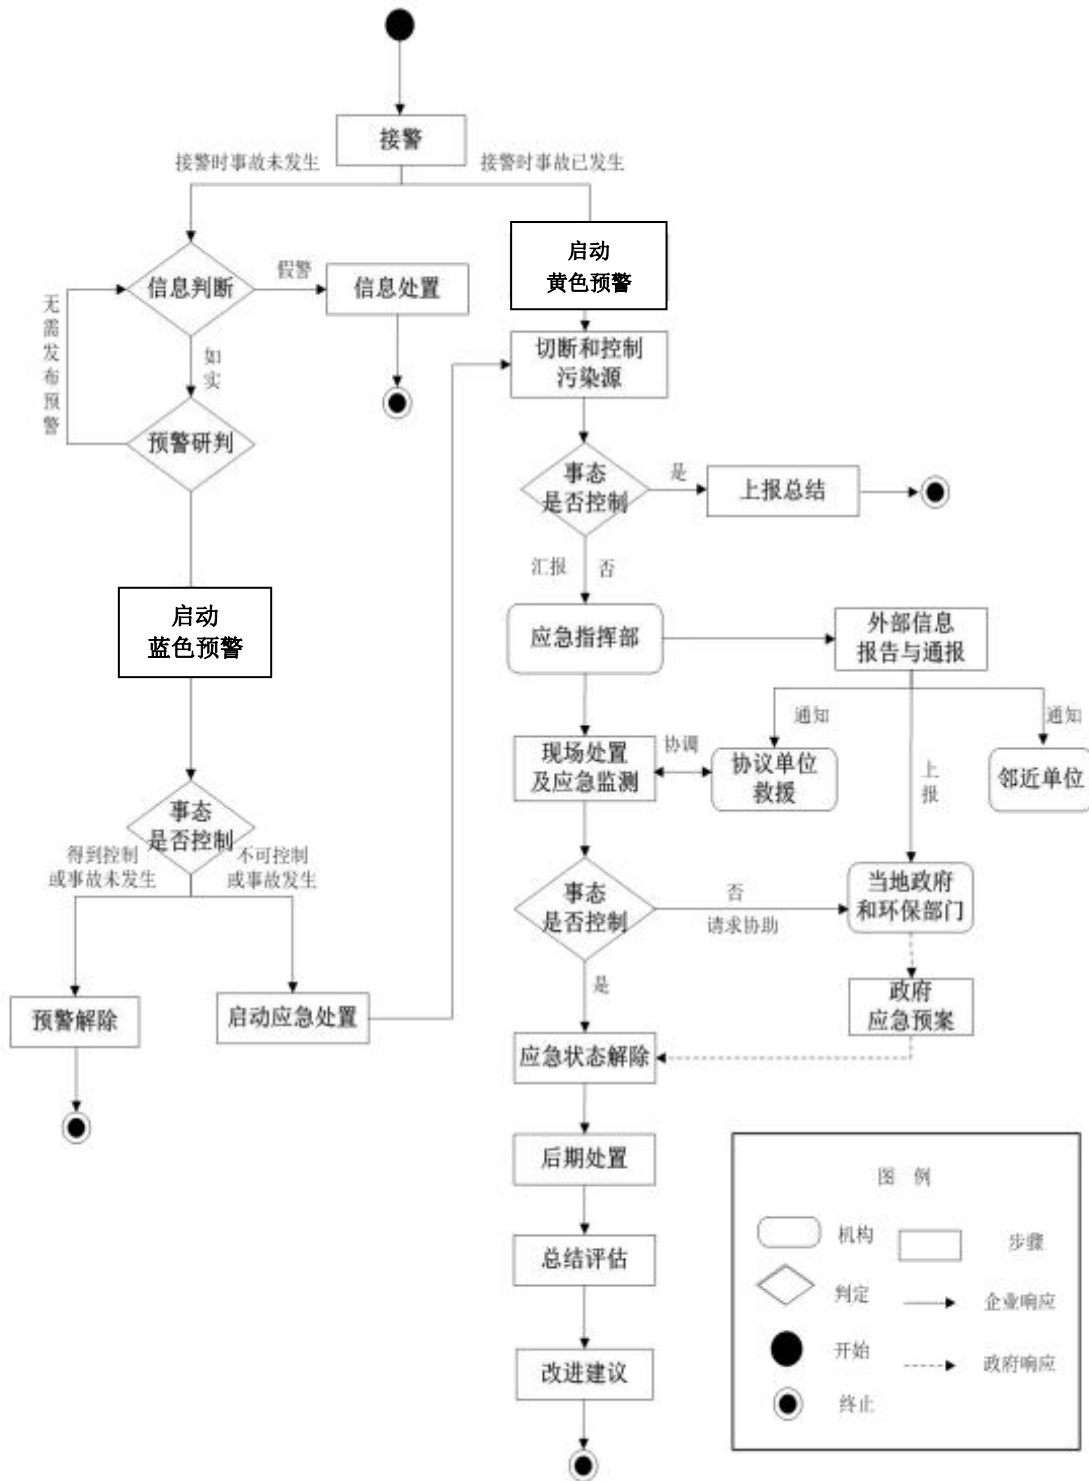 接警
接警时事故未发生
接警时事故已发生
启动
黄色预警
信息判断
假警
信息处置
无需发布预警
如实
切断和控制
污染源
预警研判
事态
是否控制
是
上报总结
汇报
否
启动
蓝色预警
应急指挥部
外部信息
报告与通报
通知
通知
现场处置
及应急监测
协调
协议单位
救援
上报
邻近单位
事态
是否控制
得到控制
或事故未发生
不可控制
或事故发生
事态
是否控制
否
请求协助
当地政府
和环保部门
是
政府
应急预案
预警解除
启动应急处置
应急状态解除
后期处置
总结评估
改进建议
图 例
机构
步骤
判定
企业响应
开始
政府响应
终止